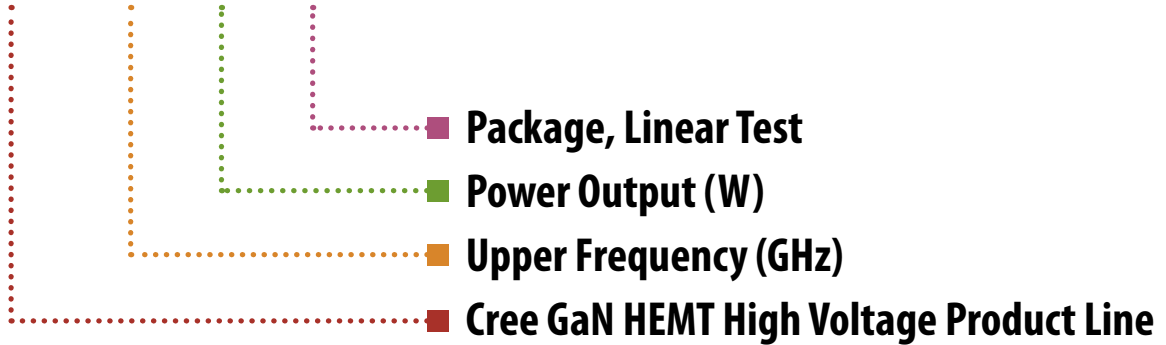 Package, Linear Test
Power Output (W)
Upper Frequency (GHz)
Cree GaN HEMT High Voltage Product Line